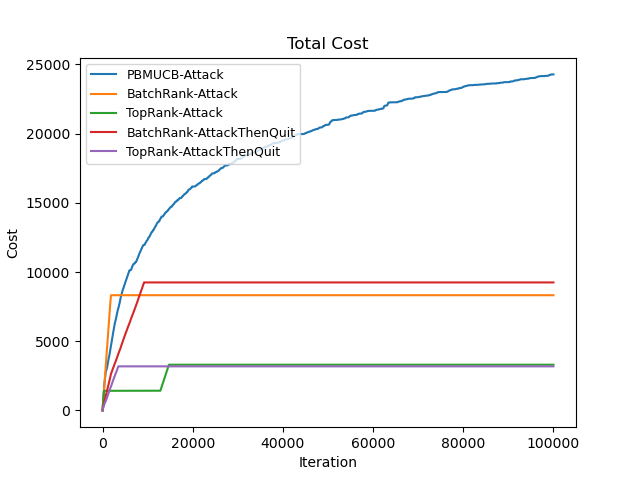 Total Cost
25000
20000
15000
10000
5000
0
Cost
PBMUCB-Attack
BatchRank-Attack
TopRank-Attack
BatchRank-AttackThenQuit
TopRank-AttackThenQuit
0 20000 40000 60000 80000 100000
Iteration